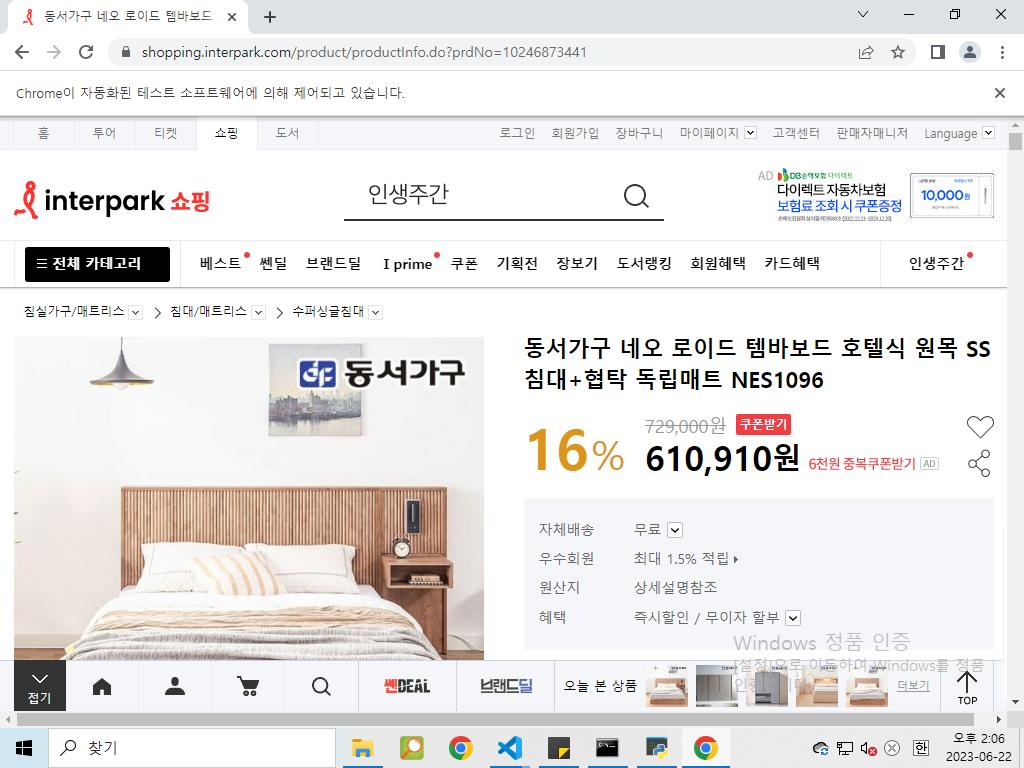 동서가구 네오 로이드 템바보드
shopping.interpark.com/product/productInfo.do?prdNo=10246873441
Chrome이 자동화된 테스트 소프트웨어에 의해 제어되고 있습니다.
홈 투어 티켓 쇼핑 도서 로그인 회원가입 장바구니 마이페이지 고객센터 판매자매니저 Language
AD DB손해보험 다이렉트
다이렉트 자동차보험
보험료 조회 시 쿠폰증정
10,000원
interpark 쇼핑 인생주간
전체 카테고리 베스트 쎈딜 브랜드딜 I prime 쿠폰 기획전 장보기 도서랭킹 회원혜택 카드혜택 인생주간
침실가구/매트리스 침대/매트리스 수퍼싱글침대
동서가구
동서가구 네오 로이드 템바보드 호텔식 원목 SS
침대+협탁 독립매트 NES1096
729,000원 쿠폰받기
16% 610,910원 6천원 중복쿠폰받기 AD
자체배송 무료
우수회원 최대 1.5% 적립
원산지 상세설명참조
혜택 즉시할인 / 무이자 할부
Windows 정품 인증
[설정]으로 이동하여 Windows를 정품
접기 쎈DEAL 브랜드딜 오늘 본 상품 더보기 TOP
찾기 한 오후 2:06
2023-06-22